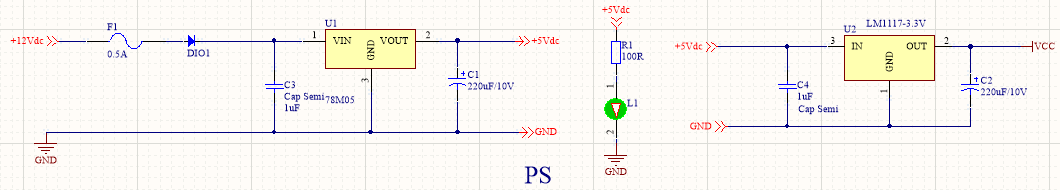 +12Vdc
F1
0.5A
DIO1
U1
1
VIN
VOUT
2
GND
3
+5Vdc
C3
Cap Semi
1uF
78M05
C1
220uF/10V
GND
GND
+5Vdc
R1
100R
1
L1
2
GND
PS
+5Vdc
U2
LM1117-3.3V
3
IN
OUT
2
GND
1
VCC
C4
1uF
Cap Semi
C2
220uF/10V
GND